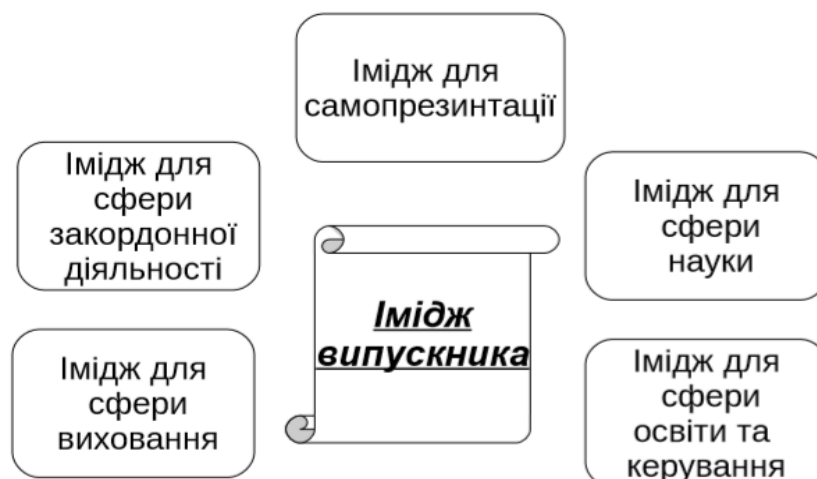 Імідж для
самопрезинтації
Імідж для
сфери
закордонної
діяльності
Імідж для
сфери
науки
Імідж
випускника
Імідж для
сфери
виховання
Імідж для
сфери
освіти та
керування